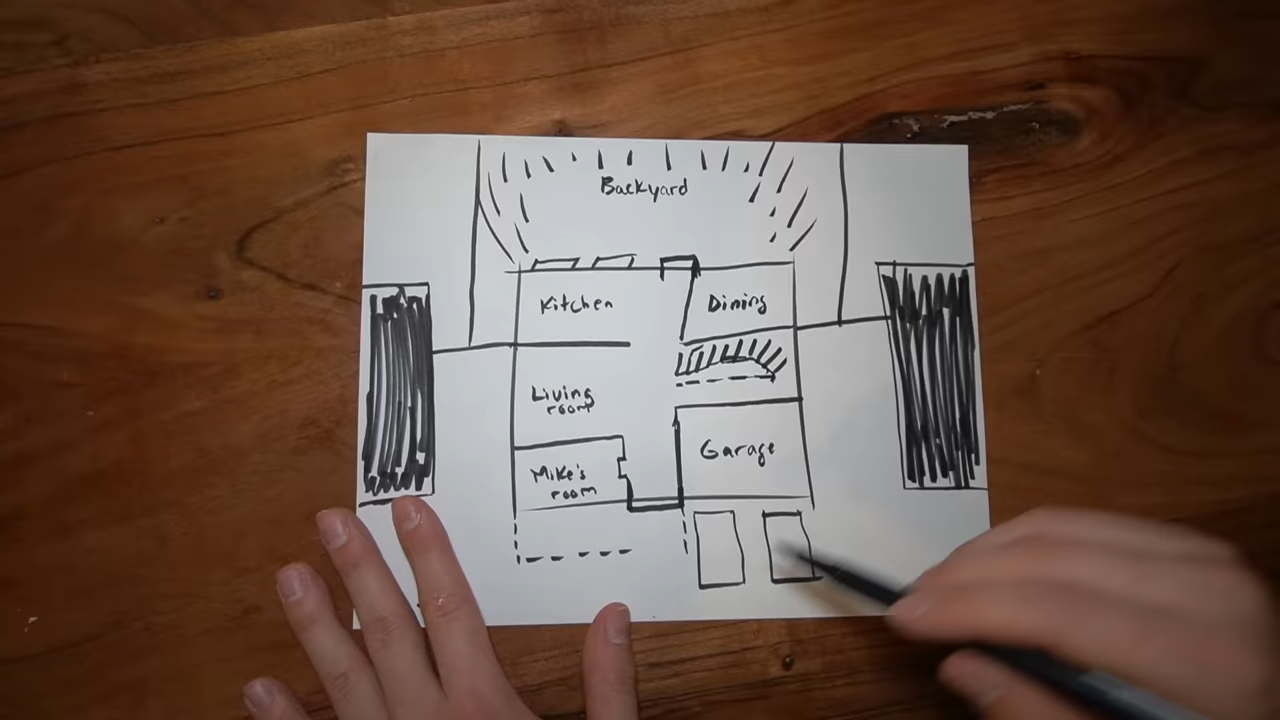 Backyard
Kitchen
Dining
Living
room
Garage
Mike's
room